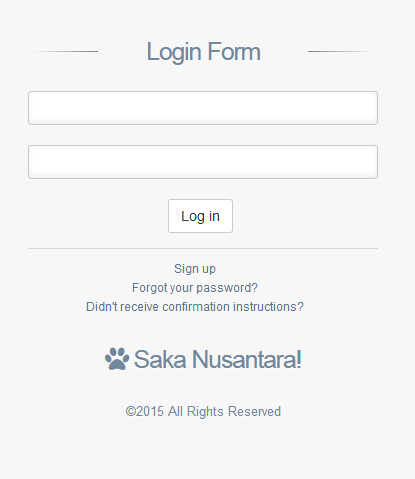 Login Form
Log in
Sign up
Forgot your password?
Didn't receive confirmation instructions?
Saka Nusantara!
©2015 All Rights Reserved